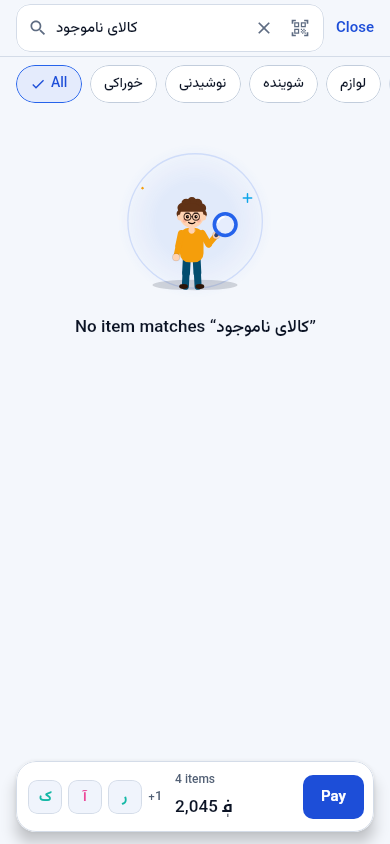 کالای ناموجود
Close
All
خوراکی
نوشیدنی
شوینده
لوازم
No item matches “کالای ناموجود”
ک
آ
ر
+1
4 items
2,045 ؋
Pay